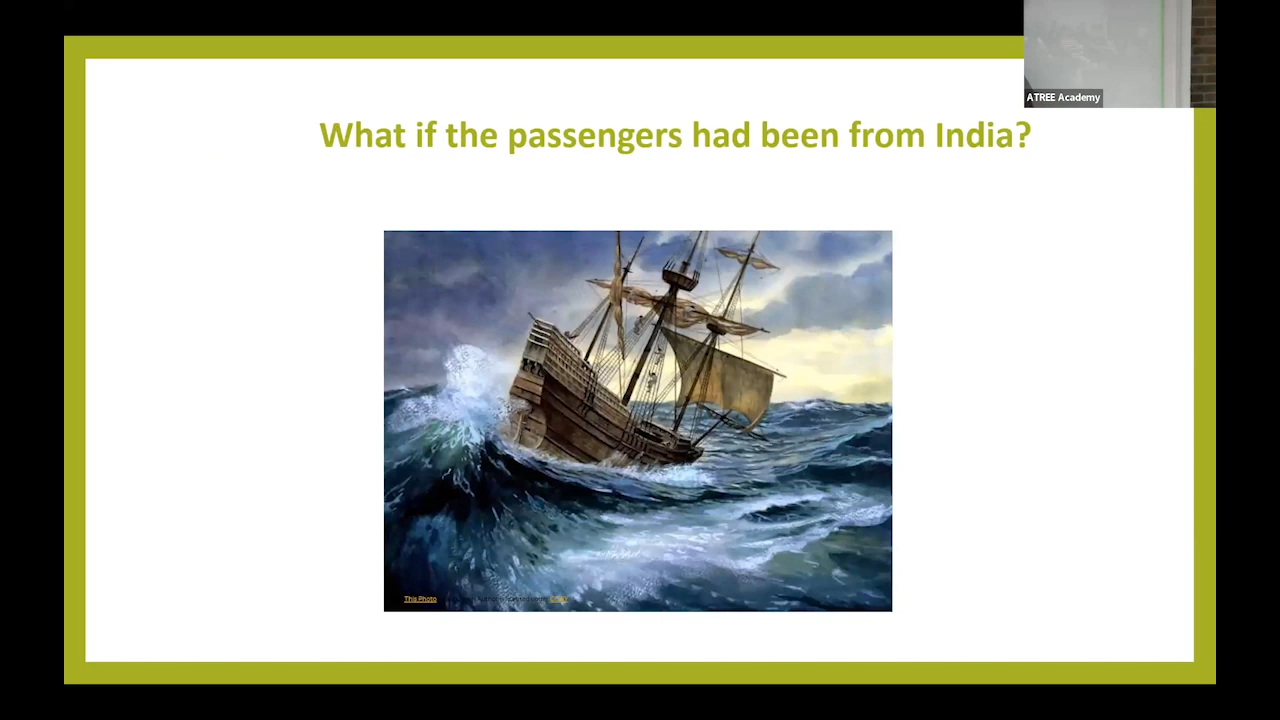 ATREE Academy
What if the passengers had been from India?
This Photo